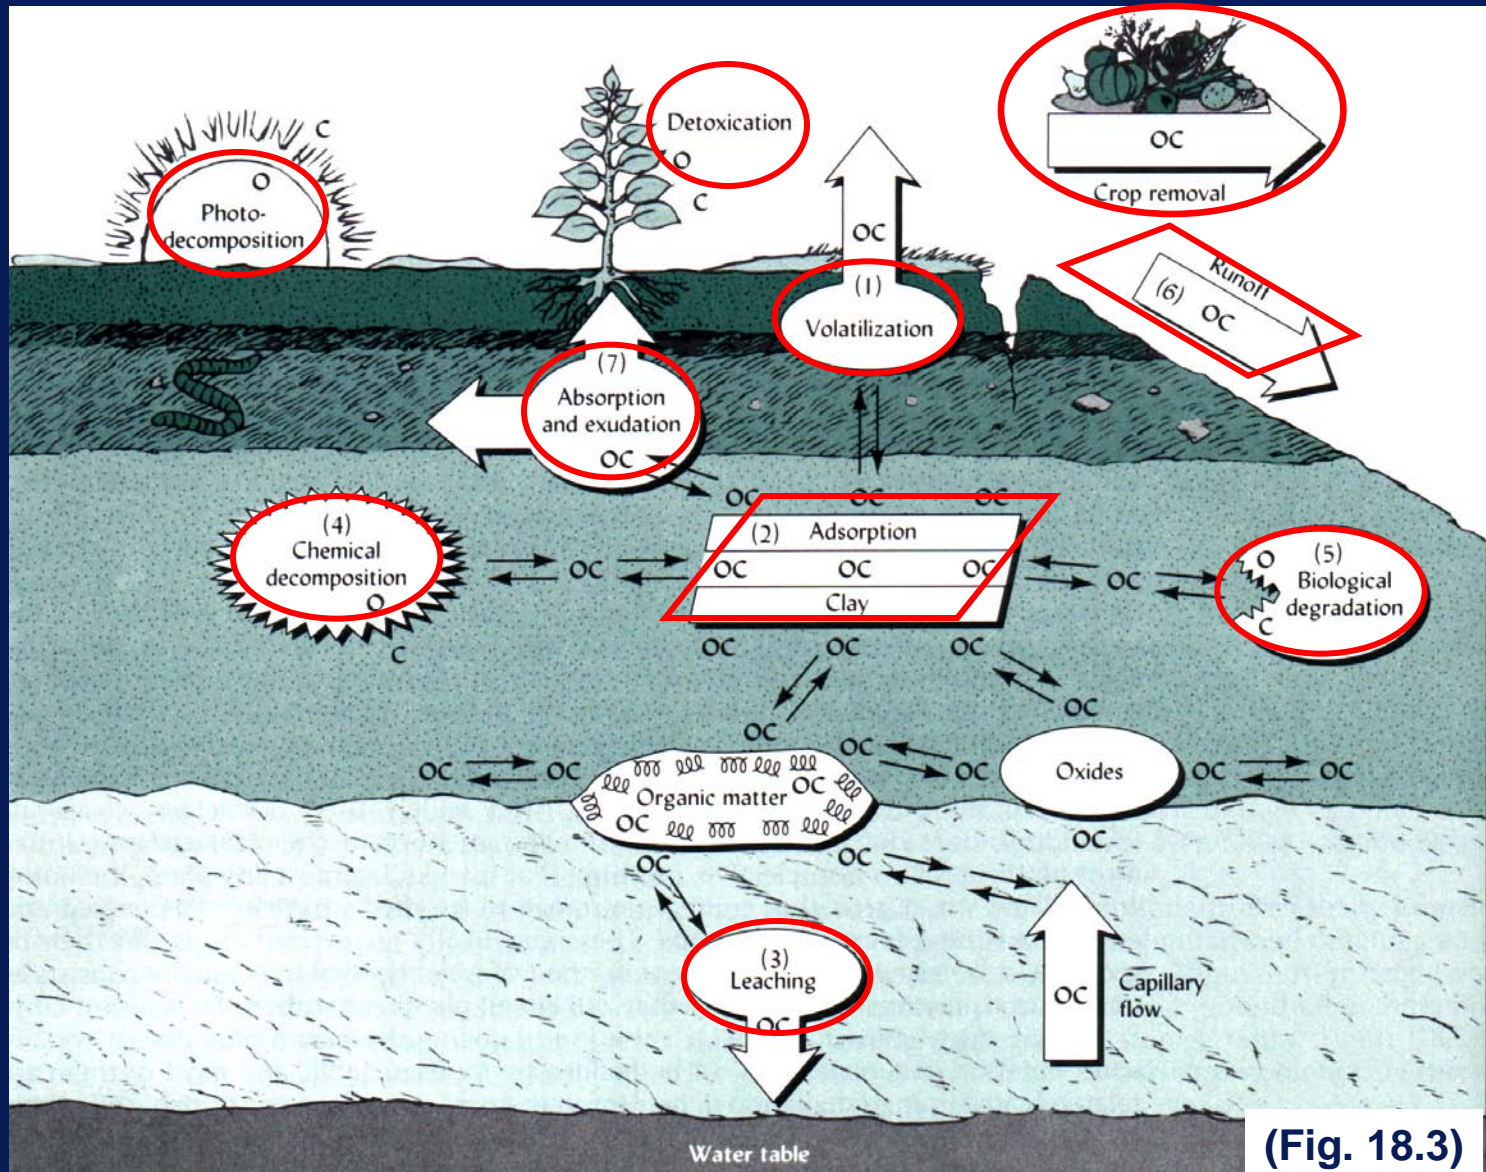 Detoxication
O
C
C
O
Photo-
decomposition
OC
Crop removal
OC
(1)
Volatilization
Runoff
(6) OC
(7)
Absorption
and exudation
OC
OC OC OC
(4)
Chemical
decomposition
O
C
OC
(2) Adsorption
OC OC OC
Clay
OC
(5)
O
Biological
degradation
C
OC OC OC
OC
OC
OC OC
OC
OC
Oxides
OC OC
Organic matter OC
OC
OC
OC
OC
(3)
Leaching
OC
OC
Capillary
flow
Water table
(Fig. 18.3)